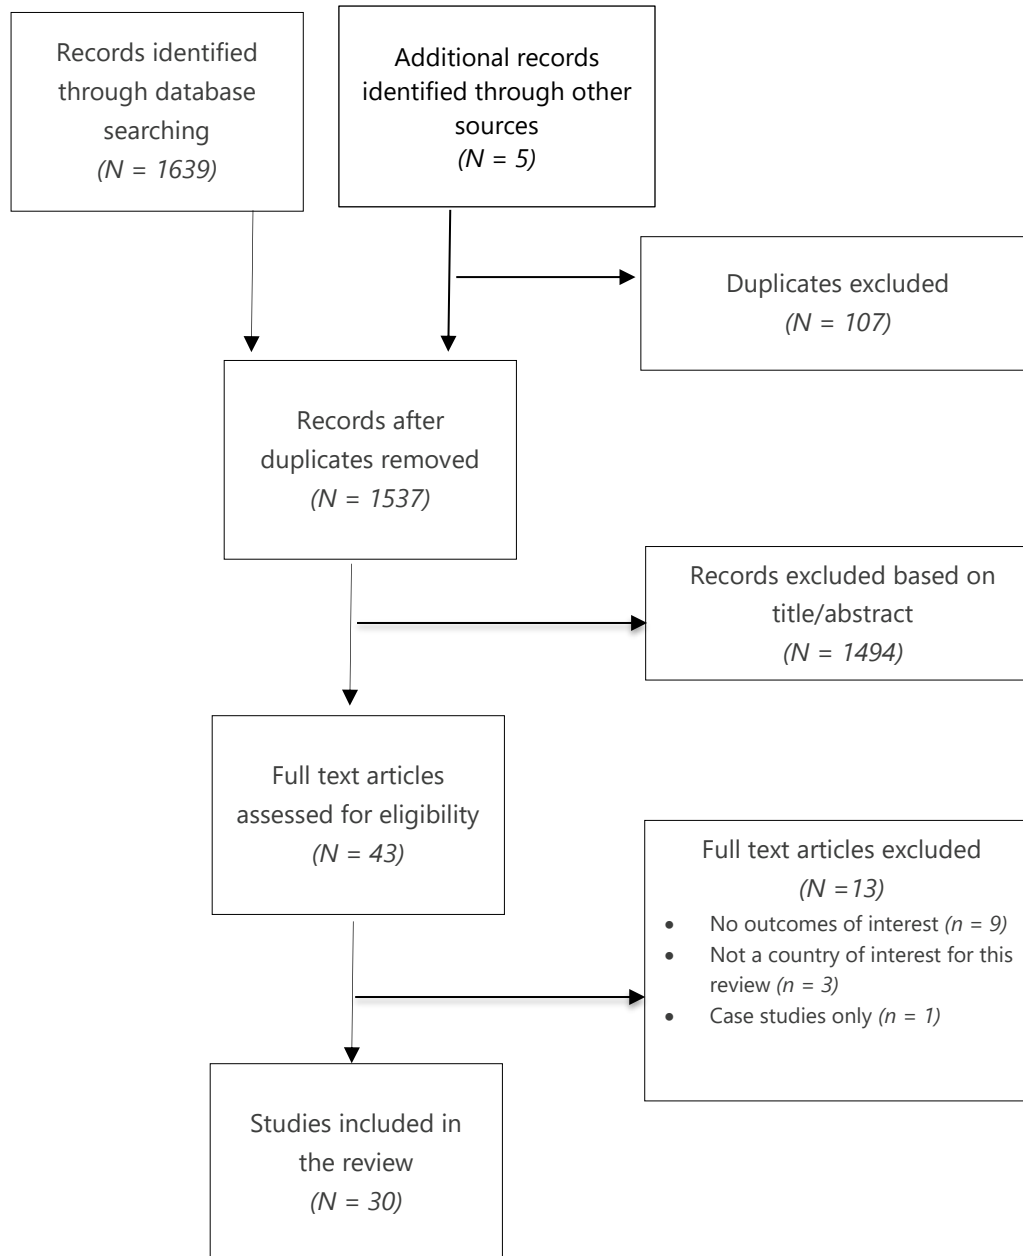 Records identified
through database
searching
(N = 1639)
Additional records
identified through other
sources
(N = 5)
Duplicates excluded
(N = 107)
Records after
duplicates removed
(N = 1537)
Records excluded based on
title/abstract
(N = 1494)
Full text articles
assessed for eligibility
(N = 43)
Full text articles excluded
(N =13)
• No outcomes of interest (n = 9)
• Not a country of interest for this
review (n = 3)
• Case studies only (n = 1)
Studies included in
the review
(N = 30)